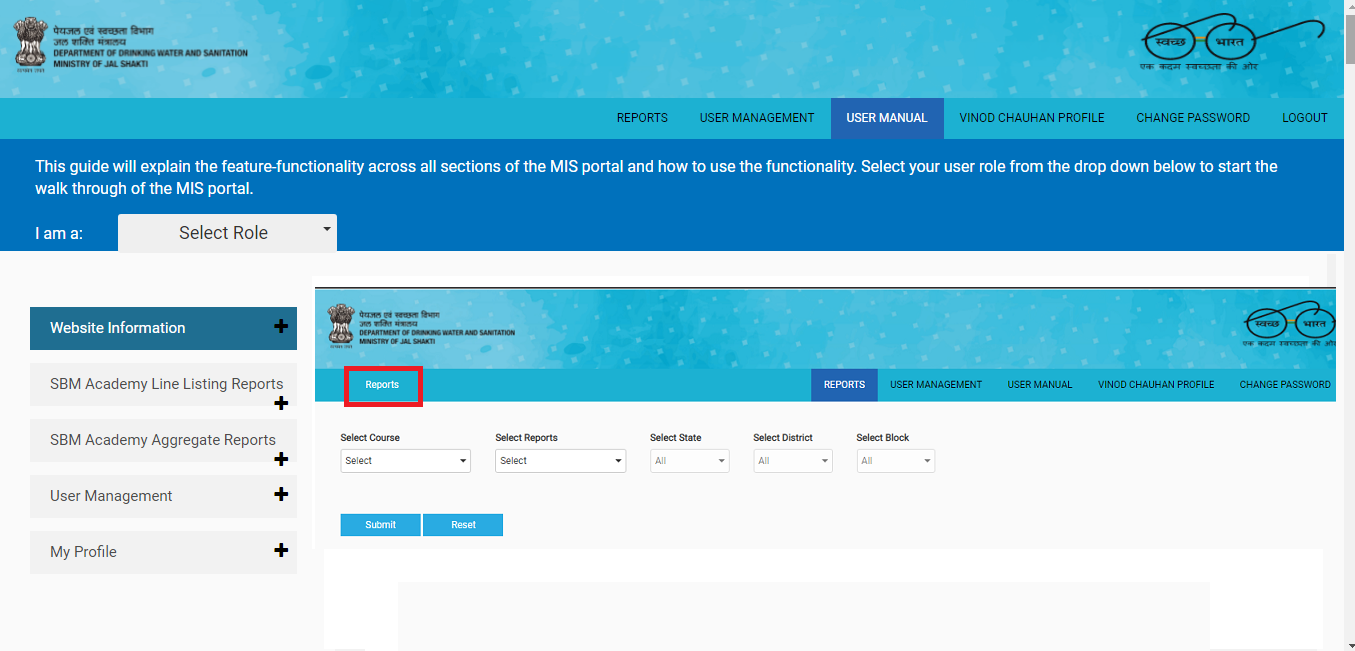 पेयजल एवं स्वच्छता विभाग
जल शक्ति मंत्रालय
DEPARTMENT OF DRINKING WATER AND SANITATION
MINISTRY OF JAL SHAKTI
स्वच्छ भारत
एक कदम स्वच्छता की ओर
REPORTS USER MANAGEMENT USER MANUAL VINOD CHAUHAN PROFILE CHANGE PASSWORD LOGOUT
This guide will explain the feature-functionality across all sections of the MIS portal and how to use the functionality. Select your user role from the drop down below to start the
walk through of the MIS portal.
I am a: Select Role
Website Information
SBM Academy Line Listing Reports
SBM Academy Aggregate Reports
User Management
My Profile
पेयजल एवं स्वच्छता विभाग
जल शक्ति मंत्रालय
DEPARTMENT OF DRINKING WATER AND SANITATION
MINISTRY OF JAL SHAKTI
स्वच्छ भारत
एक कदम स्वच्छता की ओर
Reports REPORTS USER MANAGEMENT USER MANUAL VINOD CHAUHAN PROFILE CHANGE PASSWORD
Select Course Select Reports Select State Select District Select Block
Select Select All All All
Submit Reset